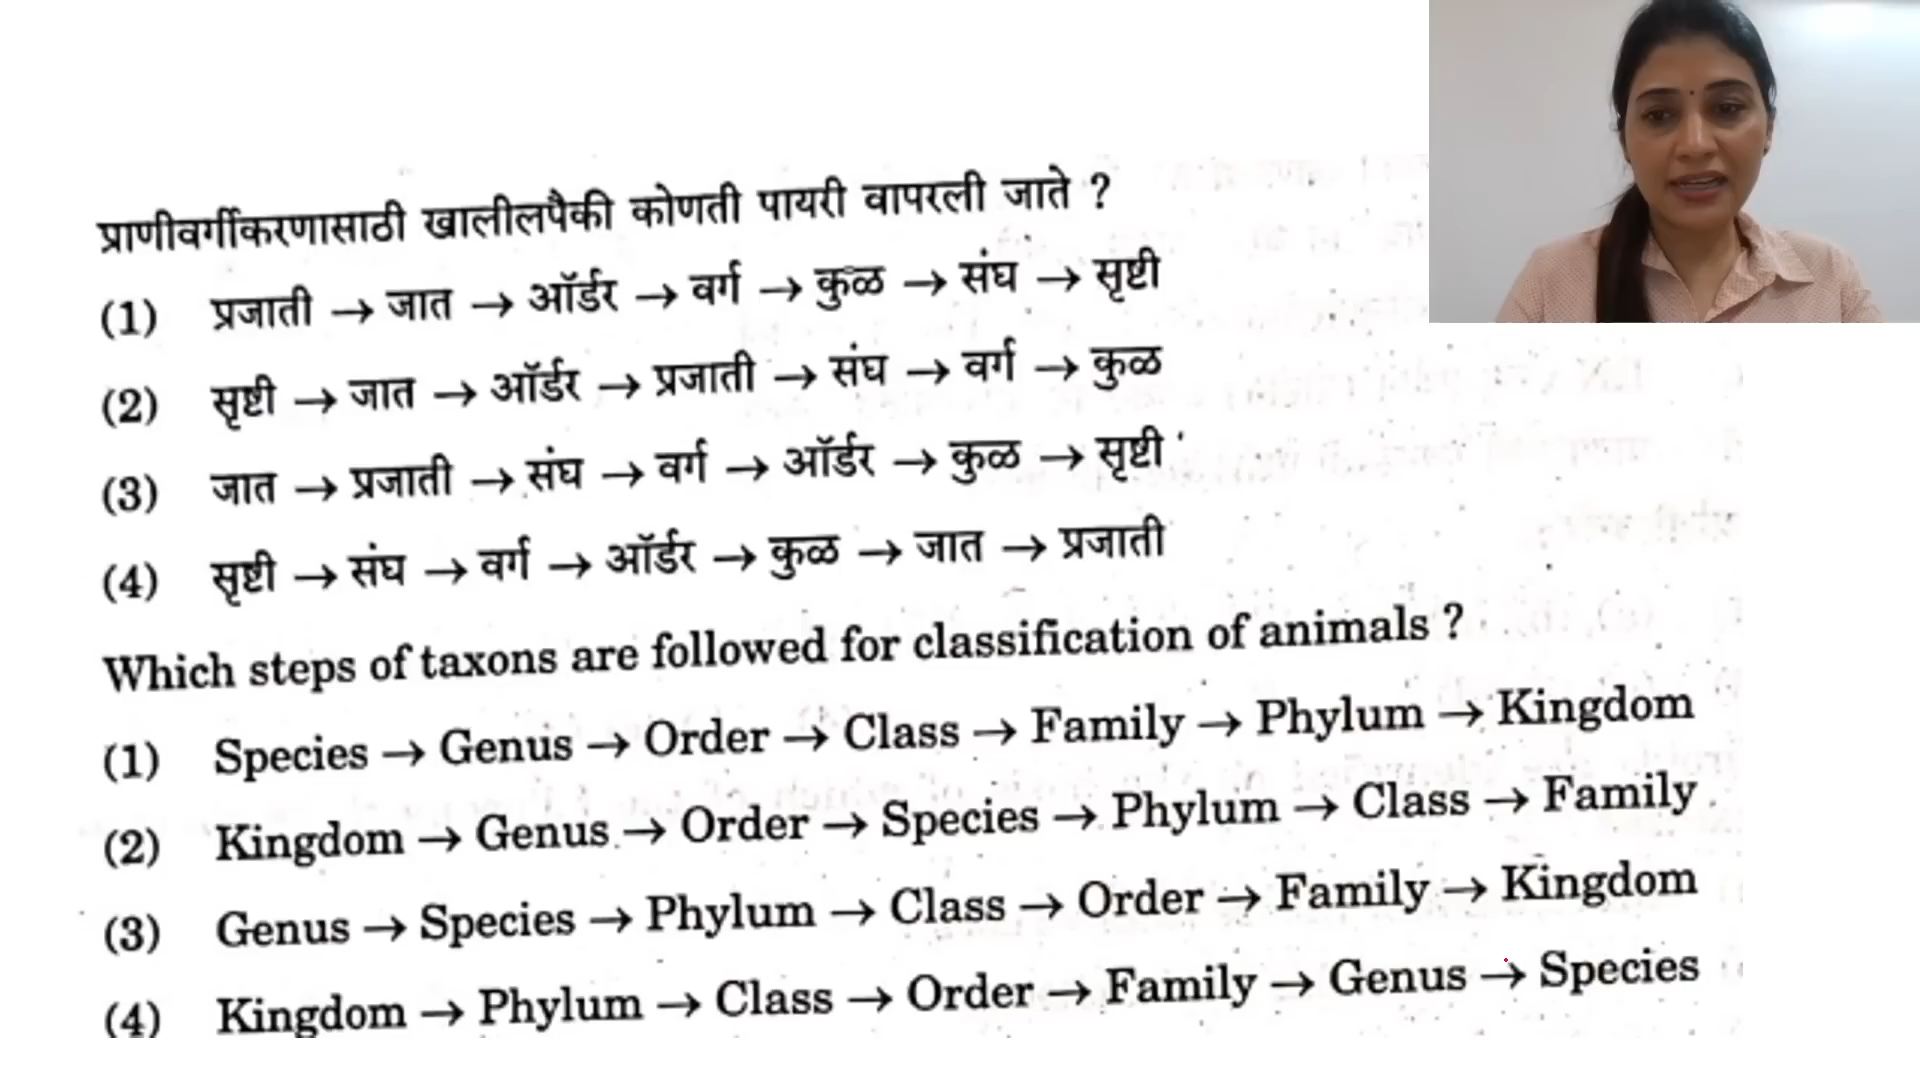 प्राणीवर्गीकरणासाठी खालीलपैकी कोणती पायरी वापरली जाते ?
(1) प्रजाती → जात → ऑर्डर → वर्ग → कुळ → संघ → सृष्टी
(2) सृष्टी → जात → ऑर्डर → प्रजाती → संघ → वर्ग → कुळ
(3) जात → प्रजाती → संघ → वर्ग → ऑर्डर → कुळ → सृष्टी
(4) सृष्टी → संघ → वर्ग → ऑर्डर → कुळ → जात → प्रजाती
Which steps of taxons are followed for classification of animals ?
(1) Species → Genus → Order → Class → Family → Phylum → Kingdom
(2) Kingdom → Genus → Order → Species → Phylum → Class → Family
(3) Genus → Species → Phylum → Class → Order → Family → Kingdom
(4) Kingdom → Phylum → Class → Order → Family → Genus → Species